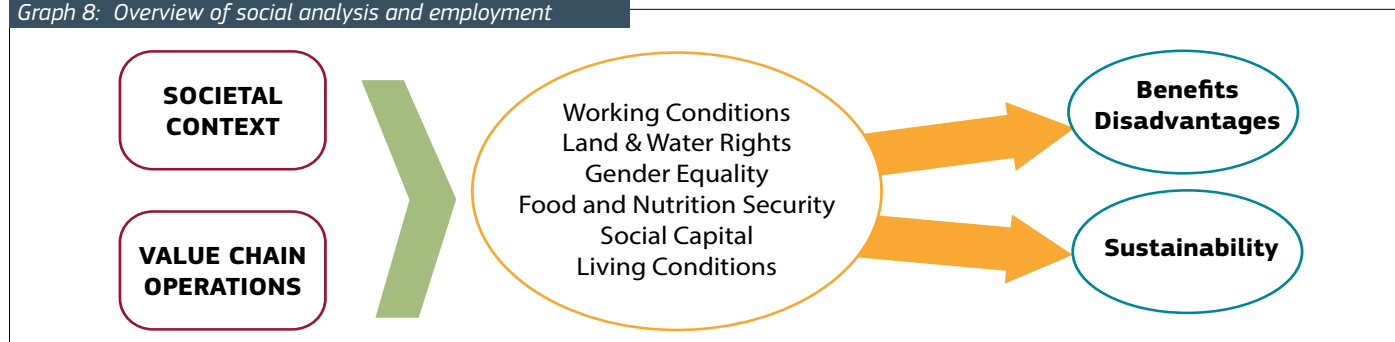 Graph 8: Overview of social analysis and employment
SOCIETAL
CONTEXT
VALUE CHAIN
OPERATIONS
Working Conditions
Land & Water Rights
Gender Equality
Food and Nutrition Security
Social Capital
Living Conditions
Benefits
Disadvantages
Sustainability